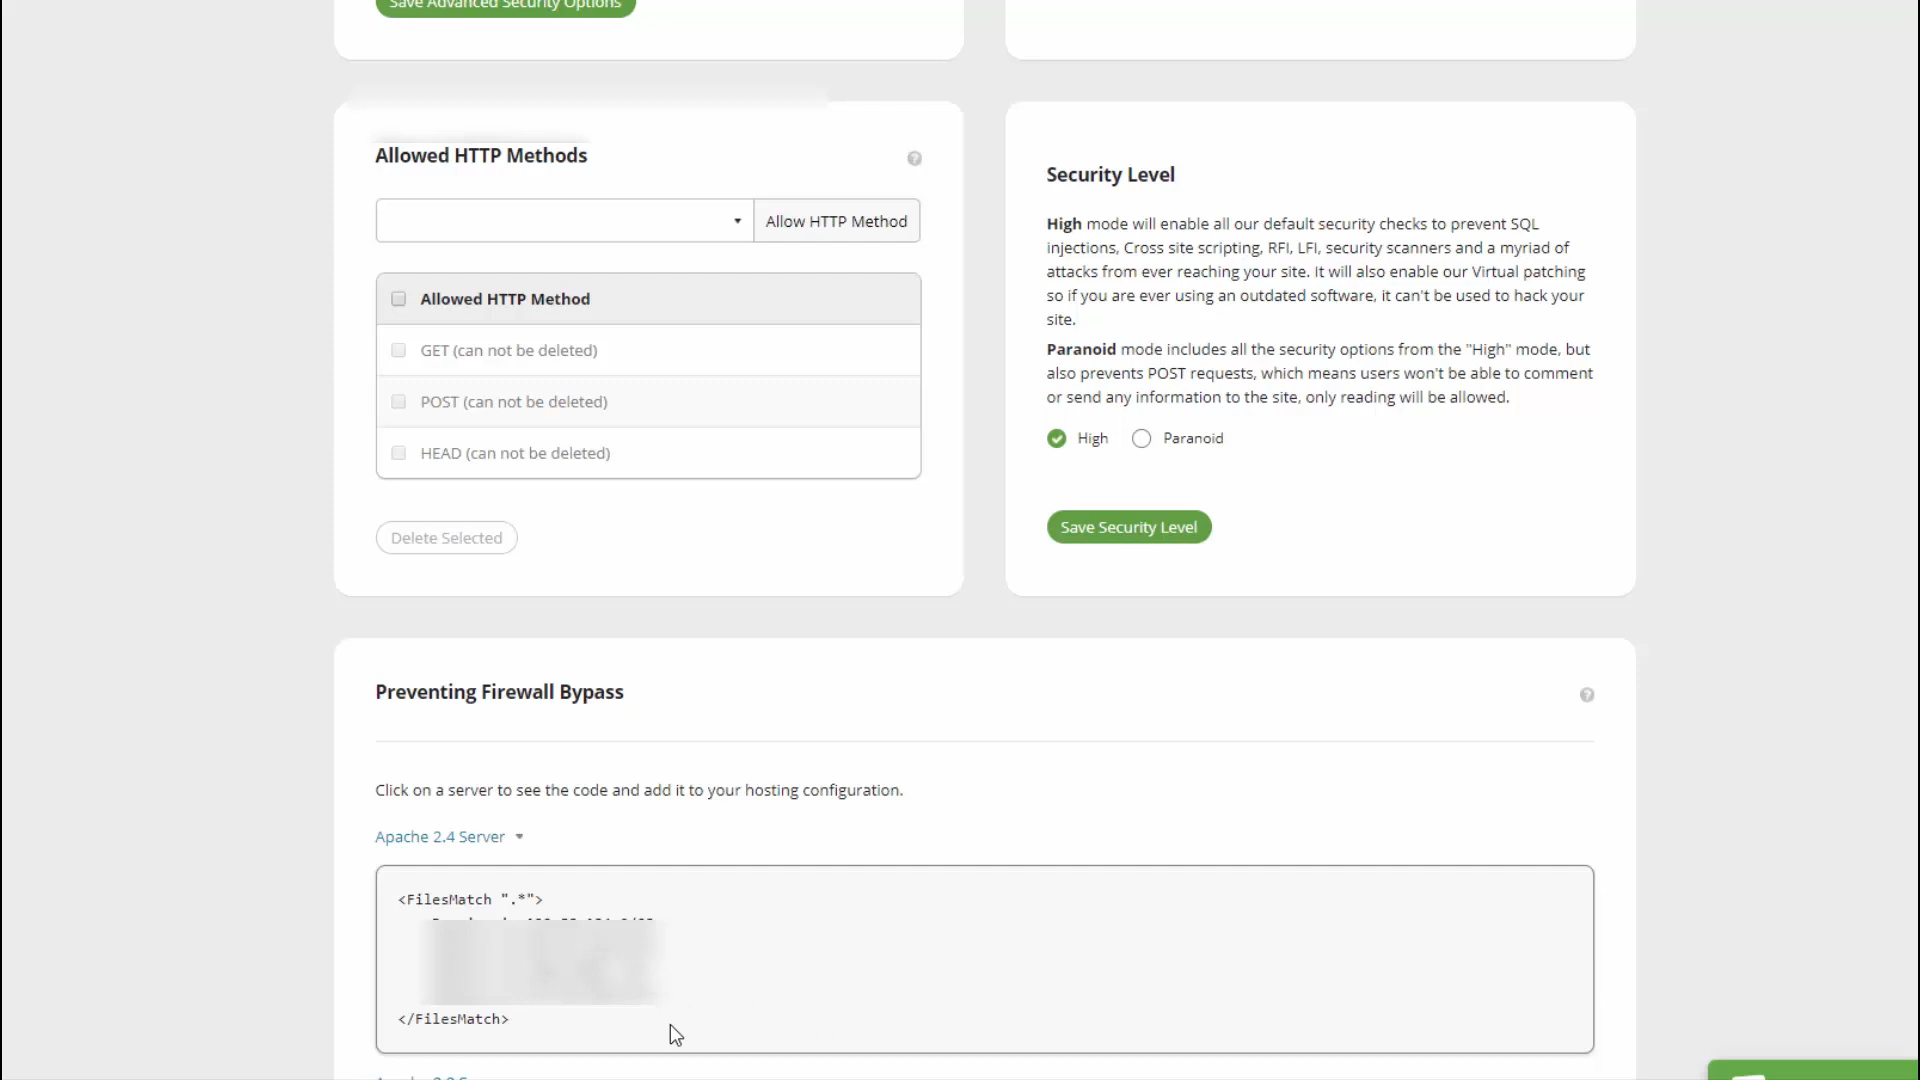 Save Advanced Security Options
Allowed HTTP Methods
Allow HTTP Method
Allowed HTTP Method
GET (can not be deleted)
POST (can not be deleted)
HEAD (can not be deleted)
Delete Selected
Security Level
High mode will enable all our default security checks to prevent SQL
injections, Cross site scripting, RFI, LFI, security scanners and a myriad of
attacks from ever reaching your site. It will also enable our Virtual patching
so if you are ever using an outdated software, it can't be used to hack your
site.
Paranoid mode includes all the security options from the "High" mode, but
also prevents POST requests, which means users won't be able to comment
or send any information to the site, only reading will be allowed.
High Paranoid
Save Security Level
Preventing Firewall Bypass
Click on a server to see the code and add it to your hosting configuration.
Apache 2.4 Server
<FilesMatch ".*">
</FilesMatch>